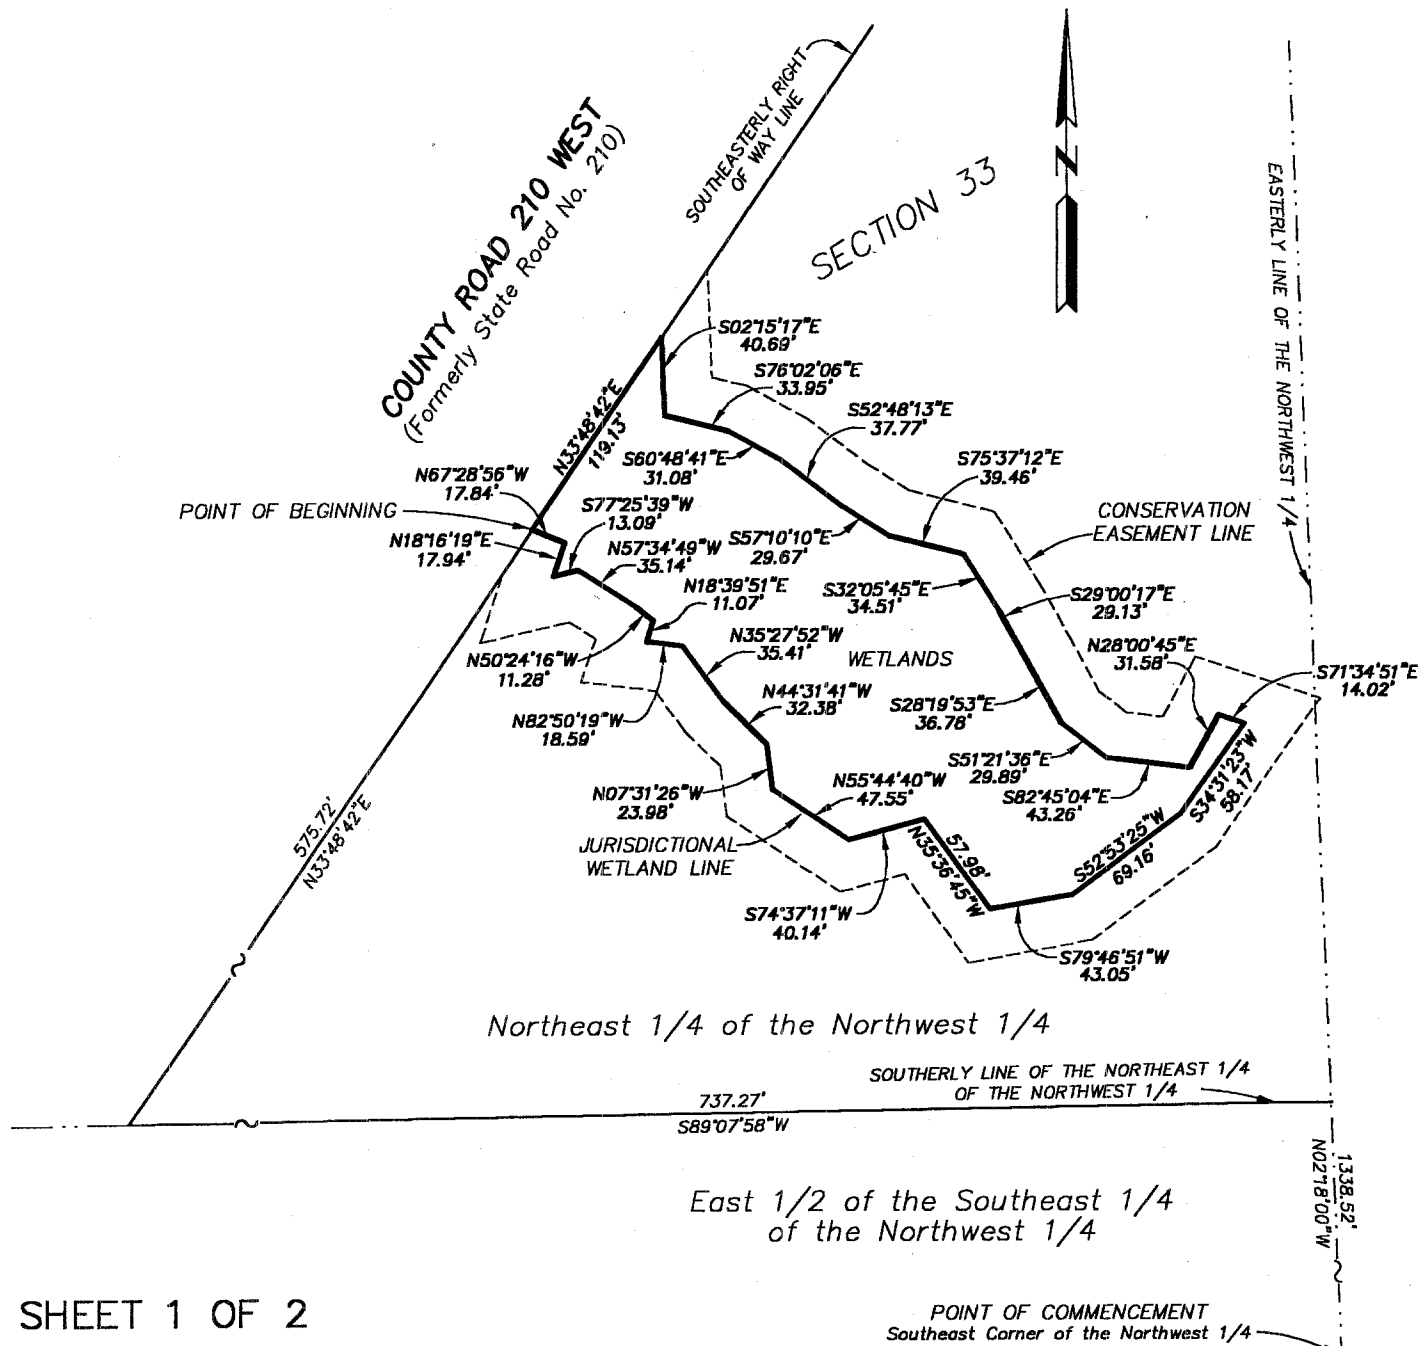 SOUTHEASTERLY RIGHT
OF WAY LINE
COUNTY ROAD 210 WEST
(Formerly State Road No. 210)
SECTION 33
N
EASTERLY LINE OF THE NORTHWEST 1/4
S02°15'17"E
40.69'
S76°02'06"E
33.95'
S52°48'13"E
37.77'
N33°48'42"E
119.13'
S60°48'41"E
31.08'
S75°37'12"E
39.46'
N67°28'56"W
17.84'
S77°25'39"W
13.09'
POINT OF BEGINNING
CONSERVATION
EASEMENT LINE
N18°16'19"E
17.94'
N57°34'49"W
35.14'
S57°10'10"E
29.67'
N18°39'51"E
11.07'
S32°05'45"E
34.51'
S29°00'17"E
29.13'
N35°27'52"W
35.41'
WETLANDS
N28°00'45"E
31.58'
S71°34'51"E
14.02'
N50°24'16"W
11.28'
N44°31'41"W
32.38'
S28°19'53"E
36.78'
N82°50'19"W
18.59'
S51°21'36"E
29.89'
S34°31'23"W
58.17'
N07°31'26"W
23.98'
N55°44'40"W
47.55'
S82°45'04"E
43.26'
575.72'
N33°48'42"E
JURISDICTIONAL
WETLAND LINE
57.98'
N35°36'45"W
S52°53'25"W
69.16'
S74°37'11"W
40.14'
S79°46'51"W
43.05'
Northeast 1/4 of the Northwest 1/4
SOUTHERLY LINE OF THE NORTHEAST 1/4
OF THE NORTHWEST 1/4
737.27'
S89°07'58"W
1338.52'
N02°18'00"W
East 1/2 of the Southeast 1/4
of the Northwest 1/4
SHEET 1 OF 2
POINT OF COMMENCEMENT
Southeast Corner of the Northwest 1/4